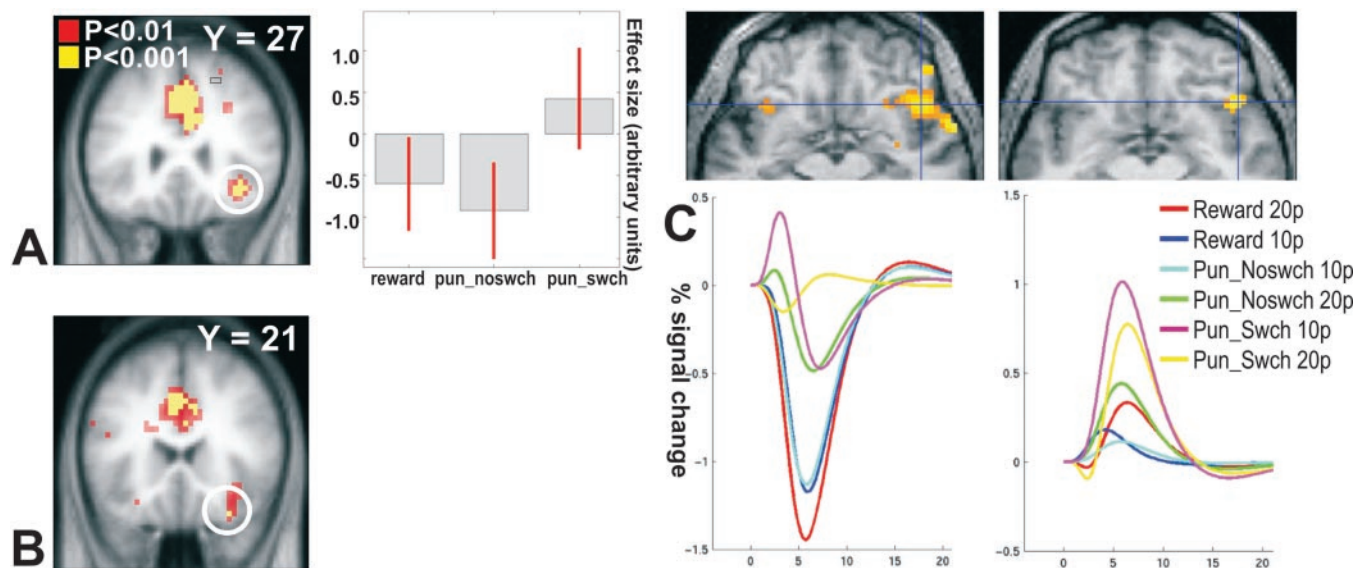 P<0.01
P<0.001
Y = 27
A
1.0
0.5
0
-0.5
-1.0
reward pun_noswch pun_swch
Effect size (arbitrary units)
Y = 21
B
C
% signal change
0.5
0
-0.5
-1
-1.5
0 5 10 15 20
1.5
1
0.5
0
-0.5
0 5 10 15 20
Reward 20p
Reward 10p
Pun_Noswch 10p
Pun_Noswch 20p
Pun_Swch 10p
Pun_Swch 20p